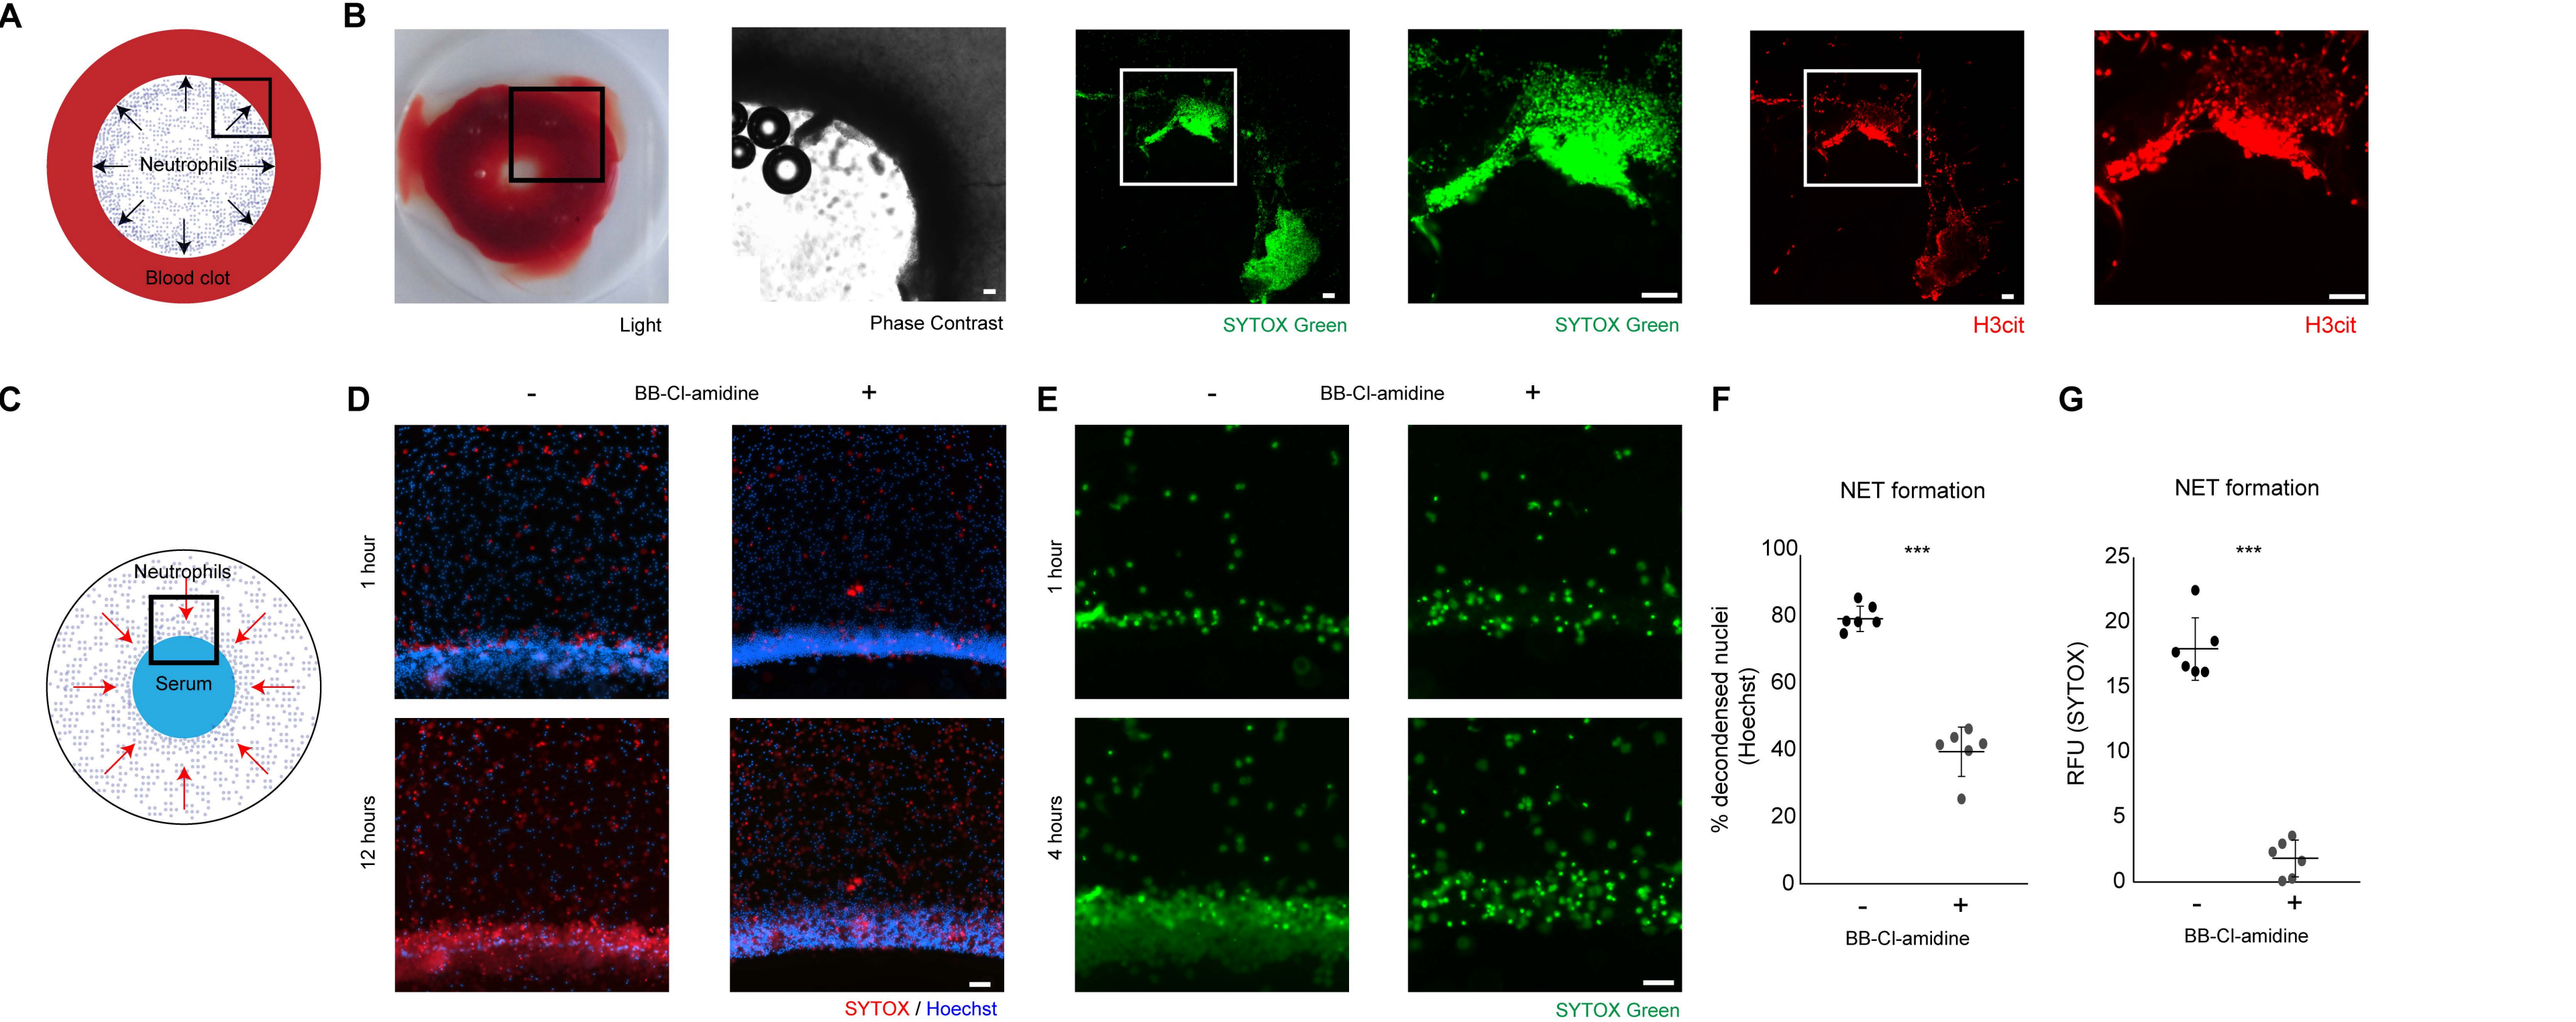 A
Neutrophils
Blood clot
B
Light
Phase Contrast
SYTOX Green
SYTOX Green
H3cit
H3cit
C
Neutrophils
Serum
D
- BB-Cl-amidine +
1 hour
12 hours
SYTOX / Hoechst
E
- BB-Cl-amidine +
1 hour
4 hours
SYTOX Green
F
NET formation
% decondensed nuclei
(Hoechst)
100
80
60
40
20
0
***
- +
BB-Cl-amidine
G
NET formation
RFU (SYTOX)
25
20
15
10
5
0
***
- +
BB-Cl-amidine